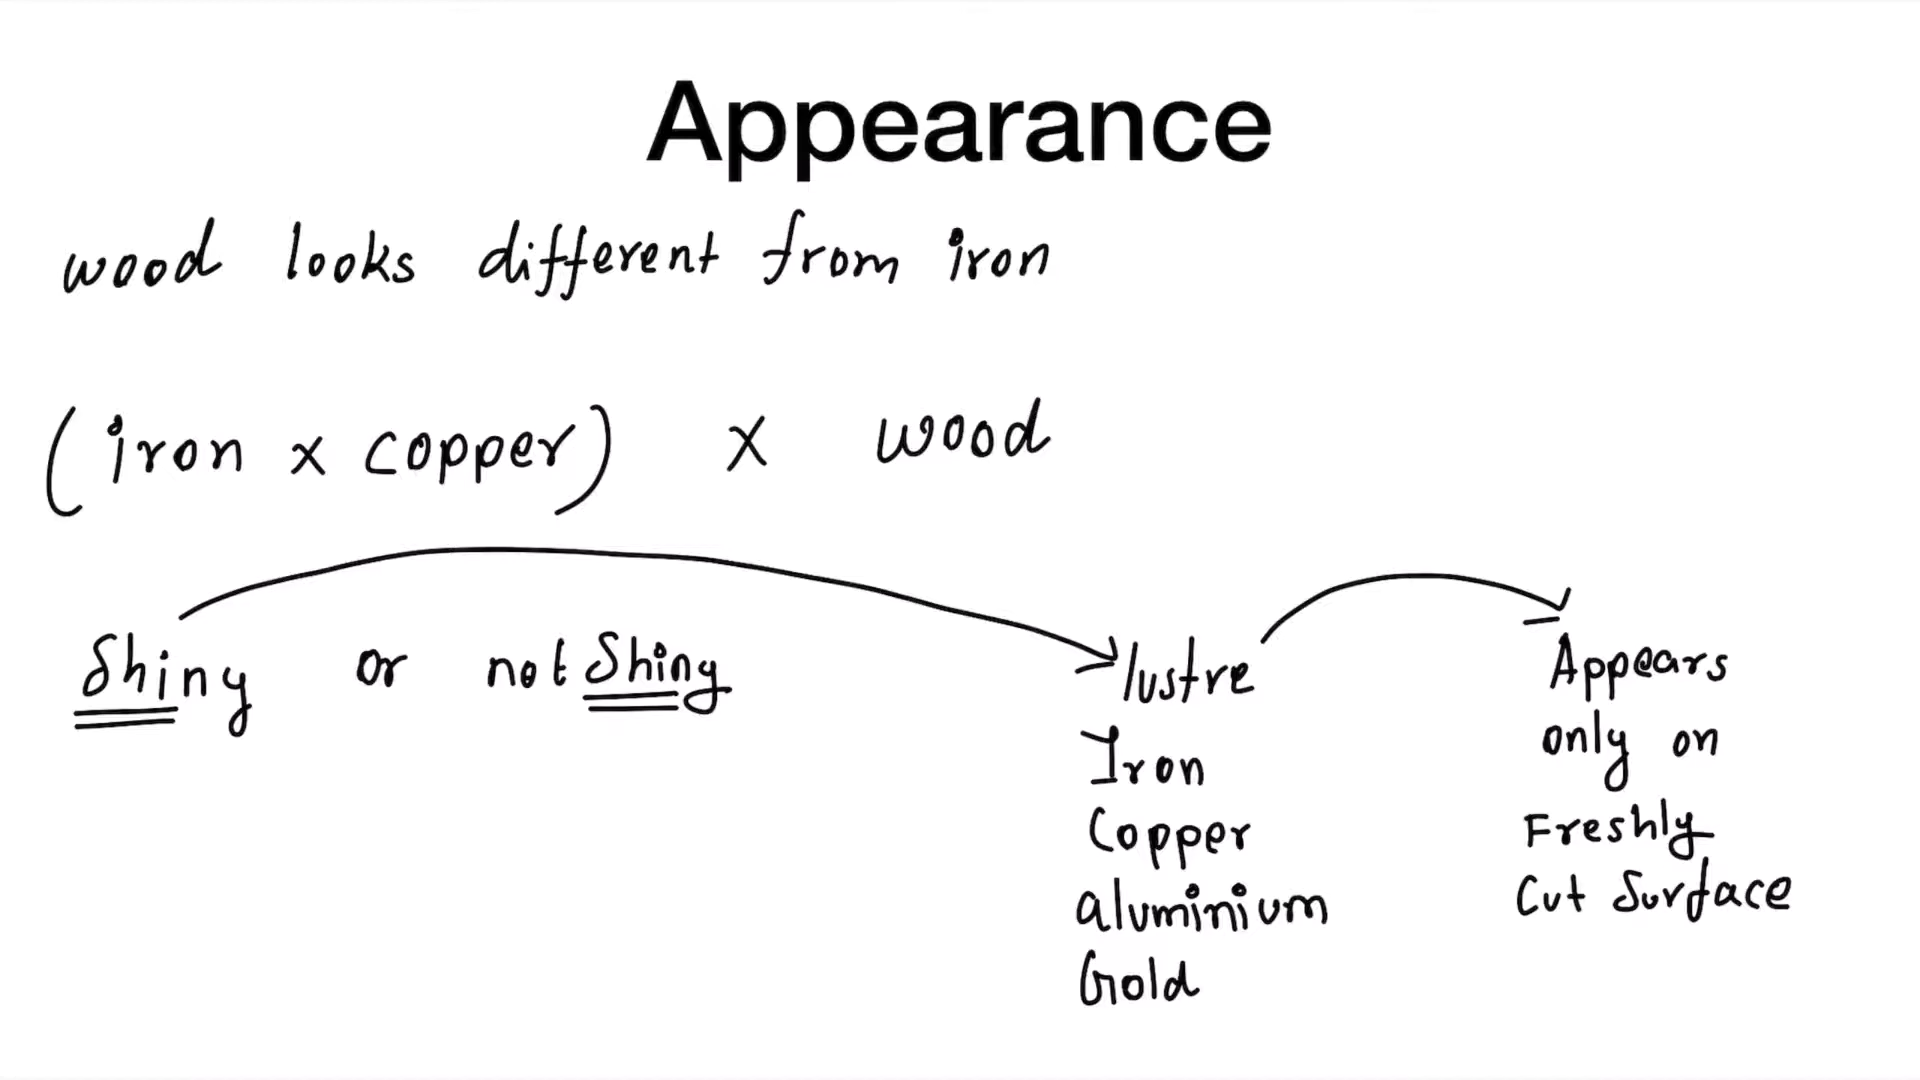 Appearance
wood looks different from iron
(iron x copper) x wood
Shiny or not Shiny
lustre
Iron
Copper
aluminium
Gold
Appears
only on
Freshly
Cut Surface